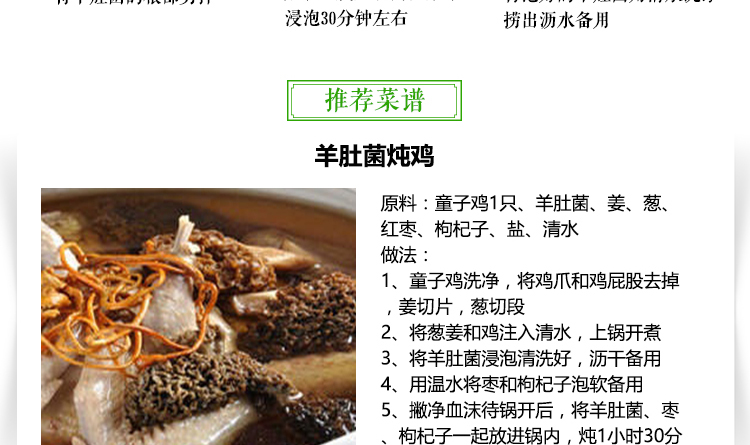 浸泡30分钟左右
捞出沥水备用
推荐菜谱
羊肚菌炖鸡
原料：童子鸡1只、羊肚菌、姜、葱、
红枣、枸杞子、盐、清水
做法：
1、童子鸡洗净，将鸡爪和鸡屁股去掉
，姜切片，葱切段
2、将葱姜和鸡注入清水，上锅开煮
3、将羊肚菌浸泡清洗好，沥干备用
4、用温水将枣和枸杞子泡软备用
5、撇净血沫待锅开后，将羊肚菌、枣
、枸杞子一起放进锅内，炖1小时30分